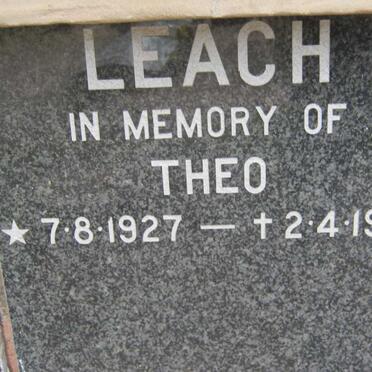 LEACH
IN MEMORY OF
THEO
★ 7·8·1927 — † 2·4·19